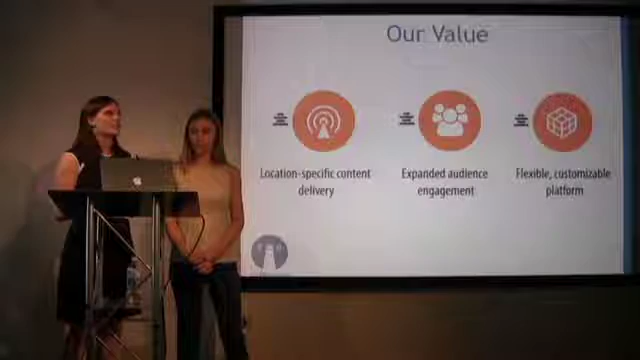 Our Value
Location-specific content
delivery
Expanded audience
engagement
Flexible, customizable
platform